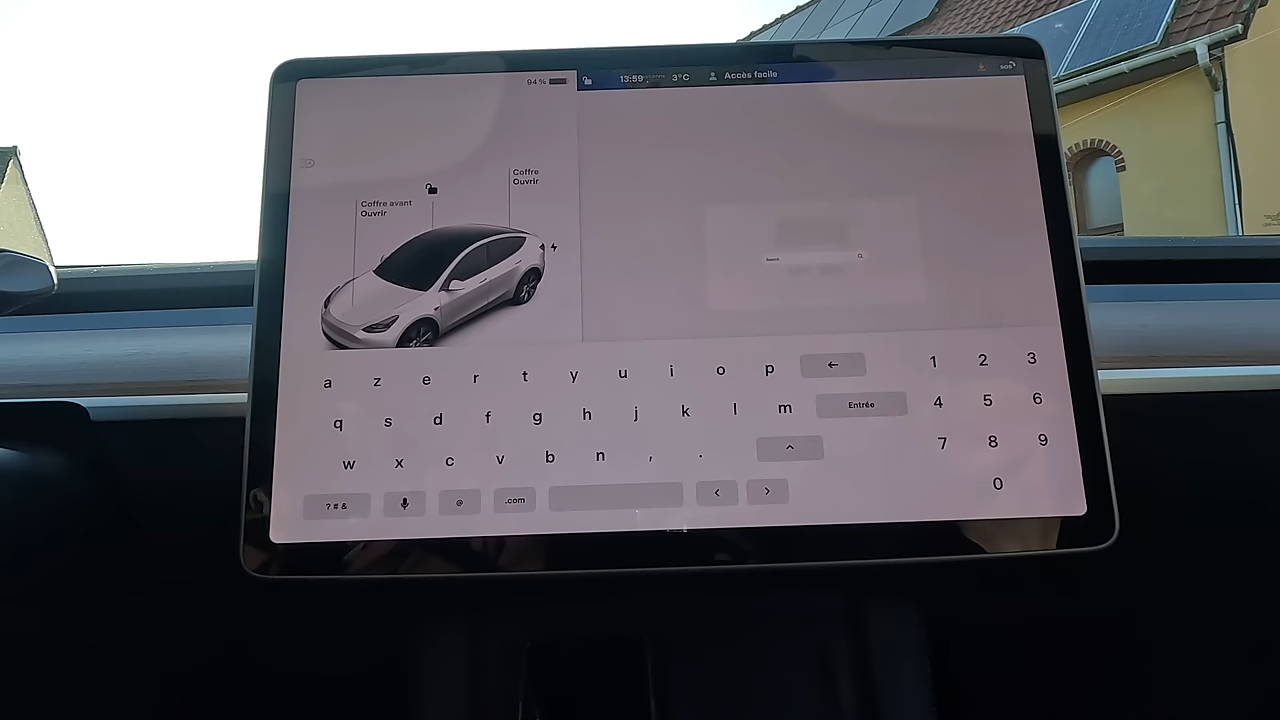 94 %
13:59 3°C Accès facile SOS
Coffre
Ouvrir
Coffre avant
Ouvrir
Search
a z e r t y u i o p ← 1 2 3
q s d f g h j k l m Entrée 4 5 6
w x c v b n , . ^ 7 8 9
? # & @ .com < > 0